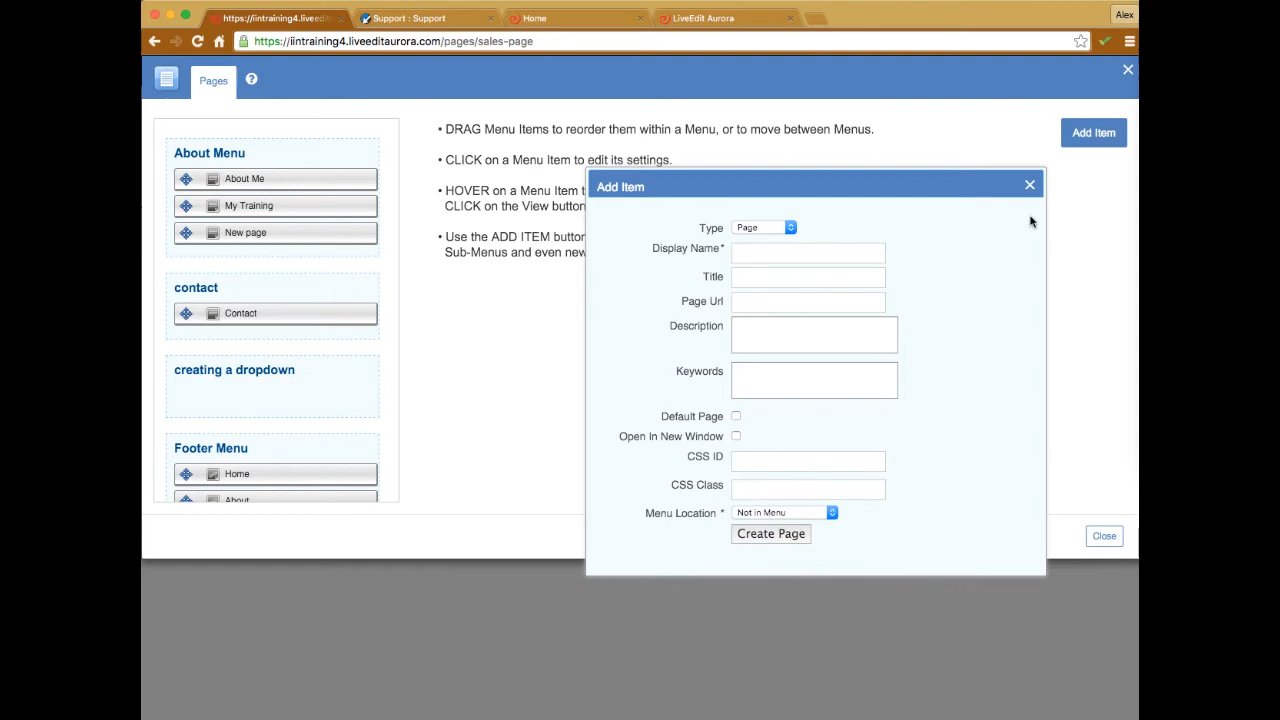 https://iintraining4.liveedit
Support : Support
Home
LiveEdit Aurora
Alex
https://iintraining4.liveeditaurora.com/pages/sales-page
Pages
?
About Menu
About Me
My Training
New page
contact
Contact
creating a dropdown
Footer Menu
Home
About
• DRAG Menu Items to reorder them within a Menu, or to move between Menus.
• CLICK on a Menu Item to edit its settings.
• HOVER on a Menu Item t
CLICK on the View button
• Use the ADD ITEM button
Sub-Menus and even new
Add Item
Add Item
Type
Page
Display Name*
Title
Page Url
Description
Keywords
Default Page
Open In New Window
CSS ID
CSS Class
Menu Location *
Not in Menu
Create Page
Close